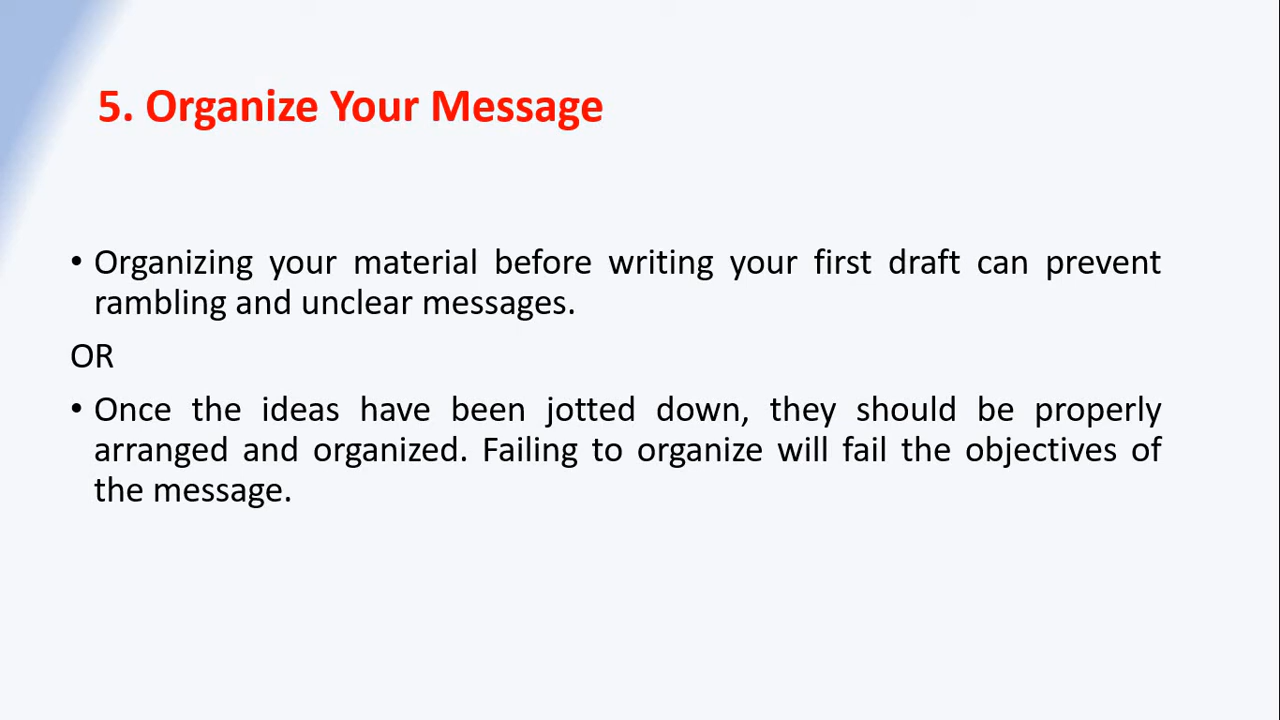 5. Organize Your Message
• Organizing your material before writing your first draft can prevent
rambling and unclear messages.
OR
• Once the ideas have been jotted down, they should be properly
arranged and organized. Failing to organize will fail the objectives of
the message.